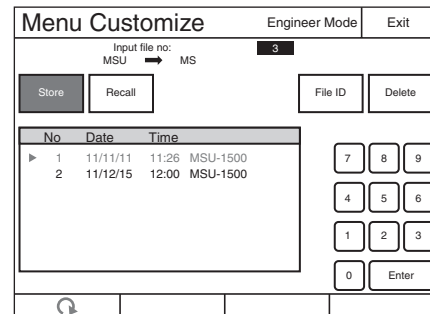 Menu Customize Engineer Mode Exit
Input file no: 3
MSU MS
Store Recall File ID Delete
No Date Time
1 11/11/11 11:26 MSU-1500
2 11/12/15 12:00 MSU-1500
7 8 9
4 5 6
1 2 3
0 Enter